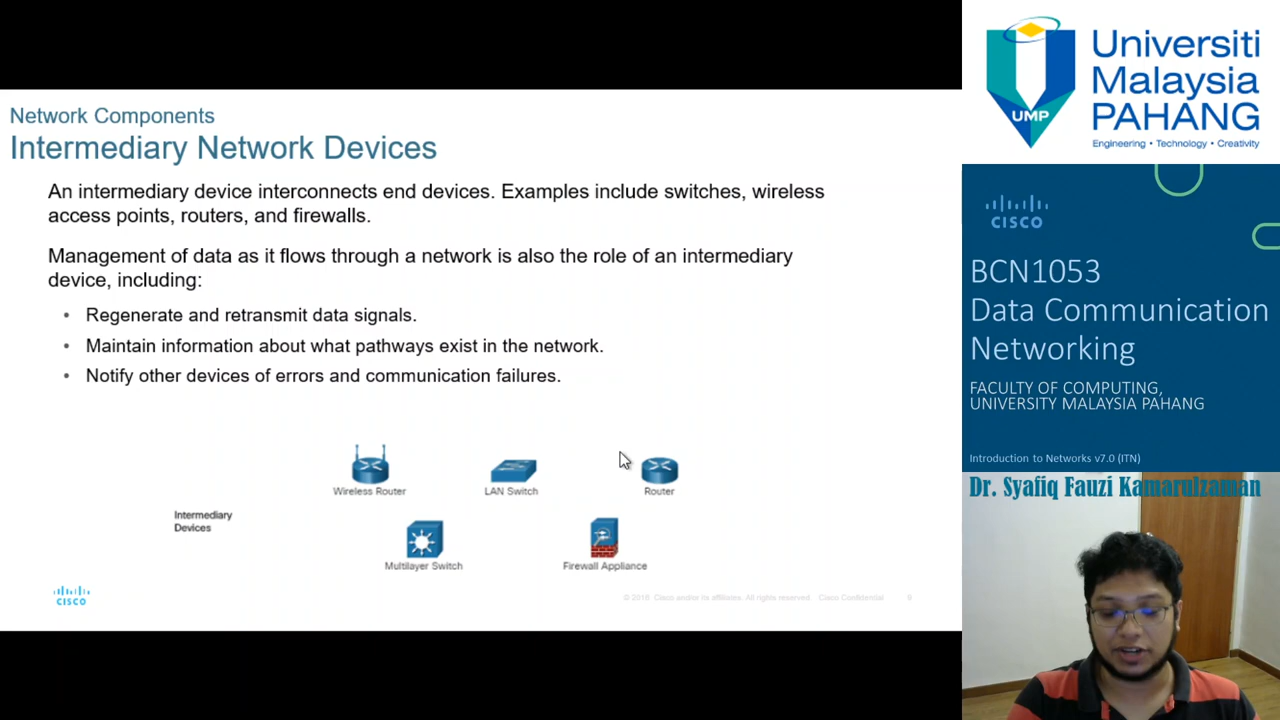 Network Components
Intermediary Network Devices
An intermediary device interconnects end devices. Examples include switches, wireless
access points, routers, and firewalls.
Management of data as it flows through a network is also the role of an intermediary
device, including:
• Regenerate and retransmit data signals.
• Maintain information about what pathways exist in the network.
• Notify other devices of errors and communication failures.
Wireless Router
LAN Switch
Router
Intermediary
Devices
Multilayer Switch
Firewall Appliance
CISCO
© 2016 Cisco and/or its affiliates. All rights reserved. Cisco Confidential
9
UMP
Universiti
Malaysia
PAHANG
Engineering • Technology • Creativity
CISCO
BCN1053
Data Communication
Networking
FACULTY OF COMPUTING,
UNIVERSITY MALAYSIA PAHANG
Introduction to Networks v7.0 (ITN)
Dr. Syafiq Fauzi Kamarulzaman